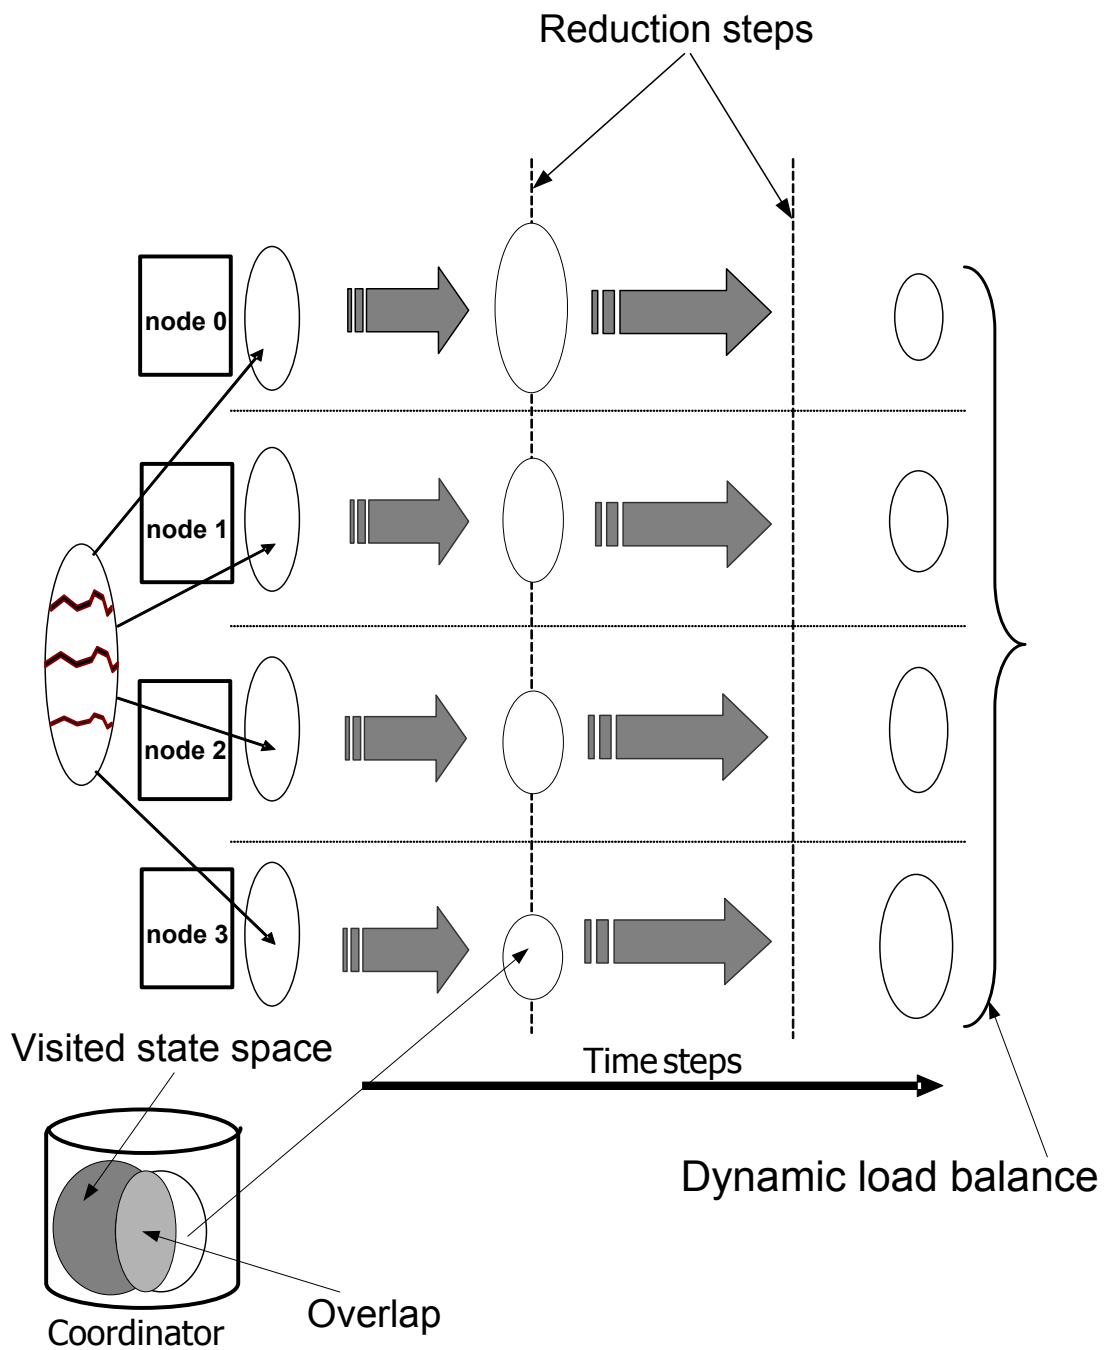 Reduction steps
node 0
node 1
node 2
node 3
Visited state space
Time steps
Dynamic load balance
Overlap
Coordinator